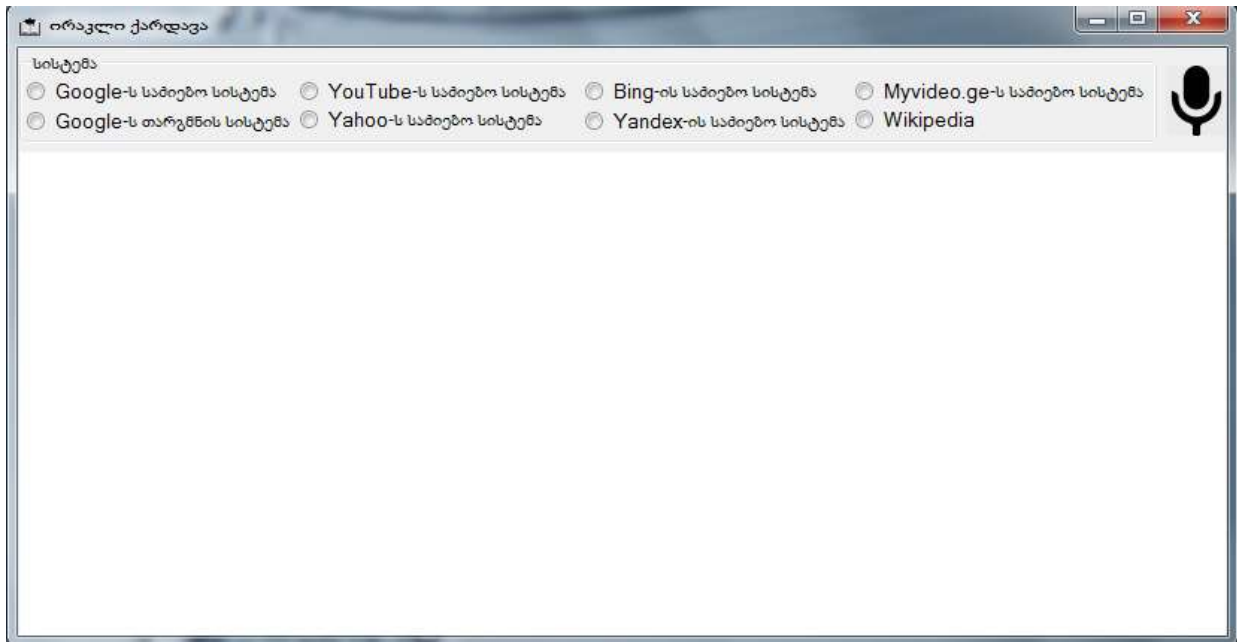 ირაკლი ქარდავა
სისტემა
Google-ს საძიებო სისტემა YouTube-ს საძიებო სისტემა Bing-ის საძიებო სისტემა Myvideo.ge-ს საძიებო სისტემა
Google-ს თარგმნის სისტემა Yahoo-ს საძიებო სისტემა Yandex-ის საძიებო სისტემა Wikipedia